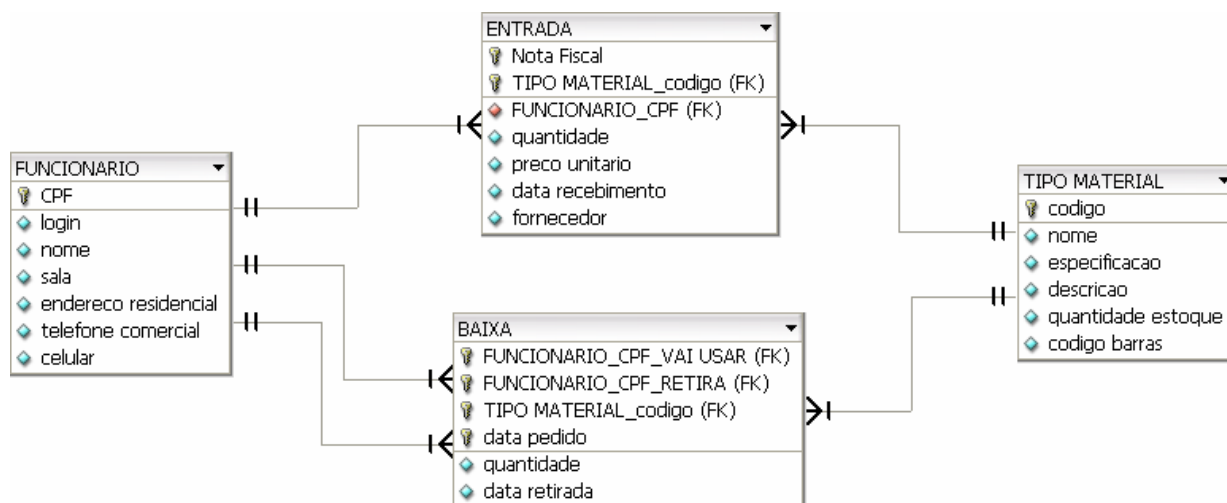 ENTRADA
Nota Fiscal
TIPO MATERIAL_codigo (FK)
FUNCIONARIO_CPF (FK)
quantidade
preco unitario
data recebimento
fornecedor
FUNCIONARIO
CPF
login
nome
sala
endereco residencial
telefone comercial
celular
TIPO MATERIAL
codigo
nome
especificacao
descricao
quantidade estoque
codigo barras
BAIXA
FUNCIONARIO_CPF_VAI USAR (FK)
FUNCIONARIO_CPF_RETIRA (FK)
TIPO MATERIAL_codigo (FK)
data pedido
quantidade
data retirada